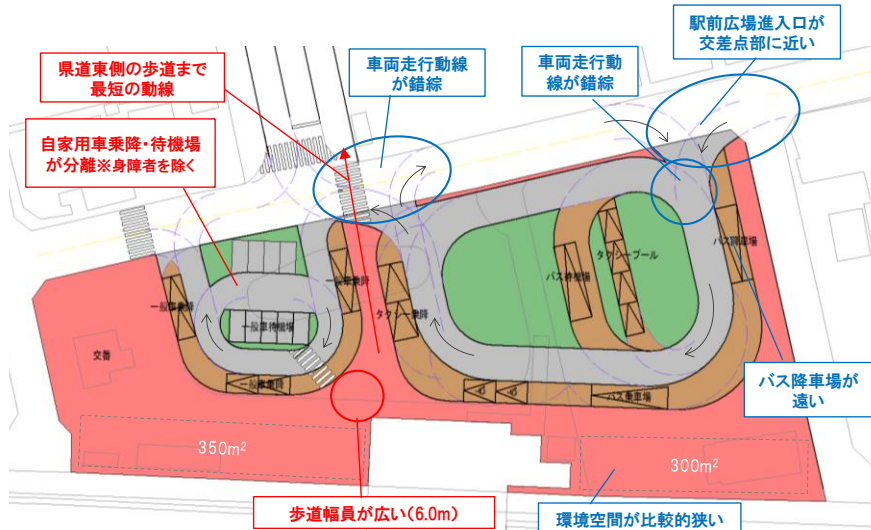 駅前広場進入口が
交差点部に近い
県道東側の歩道まで
最短の動線
車両走行動線
が錯綜
車両走行動
線が錯綜
自家用車乗降・待機場
が分離※身障者を除く
バス降車場
タクシープール
バス待機場
一般車乗降
一般車乗降
タクシー乗降
一般車待機場
交番
一般車乗降
バス乗車場
バス降車場が
遠い
350m²
300m²
歩道幅員が広い(6.0m)
環境空間が比較的狭い